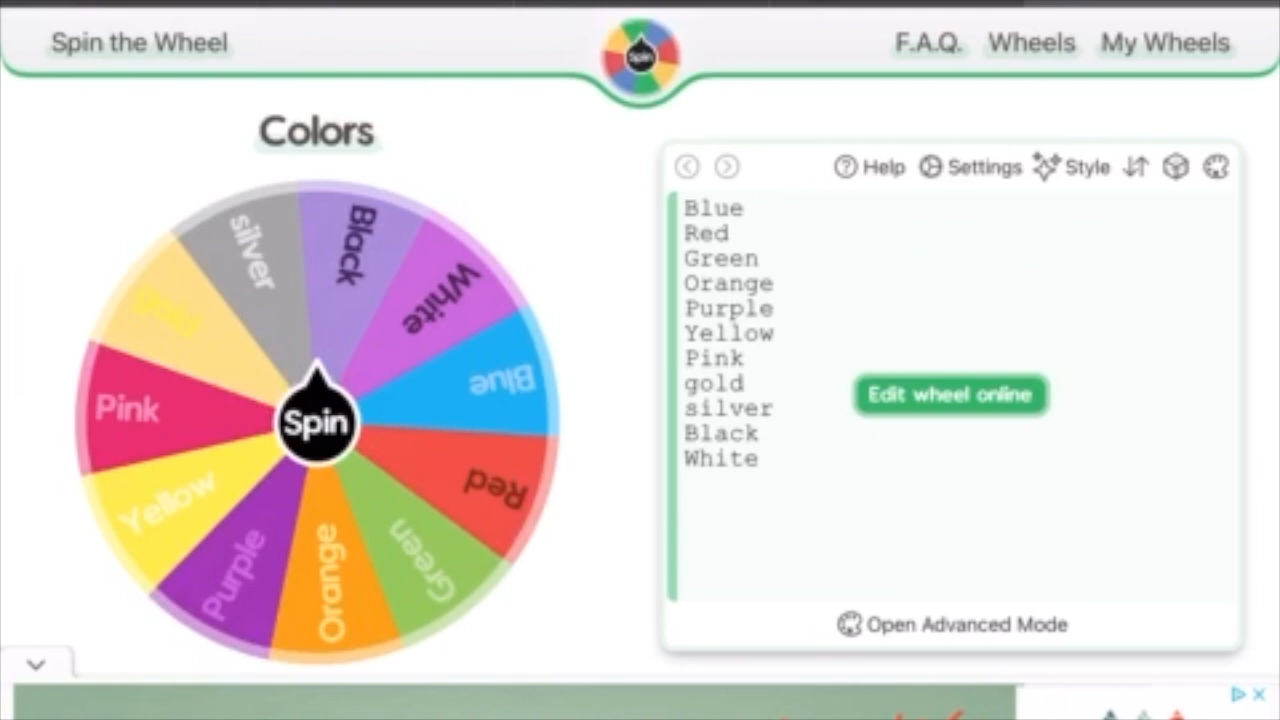 Spin the Wheel
Spin
F.A.Q. Wheels My Wheels
Colors
silver
Black
White
Blue
Red
Green
Orange
Purple
Yellow
Pink
Spin
Help Settings Style
Blue
Red
Green
Orange
Purple
Yellow
Pink
gold
silver
Black
White
Edit wheel online
Open Advanced Mode